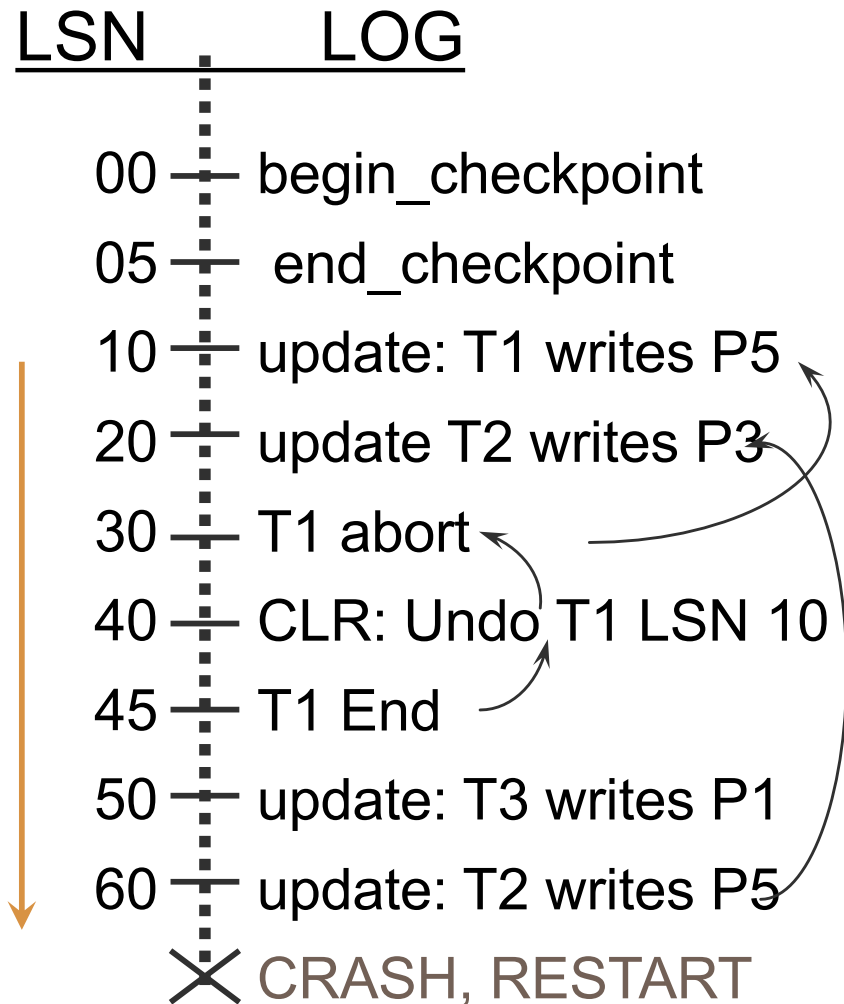 LSN LOG
00 begin_checkpoint
05 end_checkpoint
10 update: T1 writes P5
20 update T2 writes P3
30 T1 abort
40 CLR: Undo T1 LSN 10
45 T1 End
50 update: T3 writes P1
60 update: T2 writes P5
CRASH, RESTART